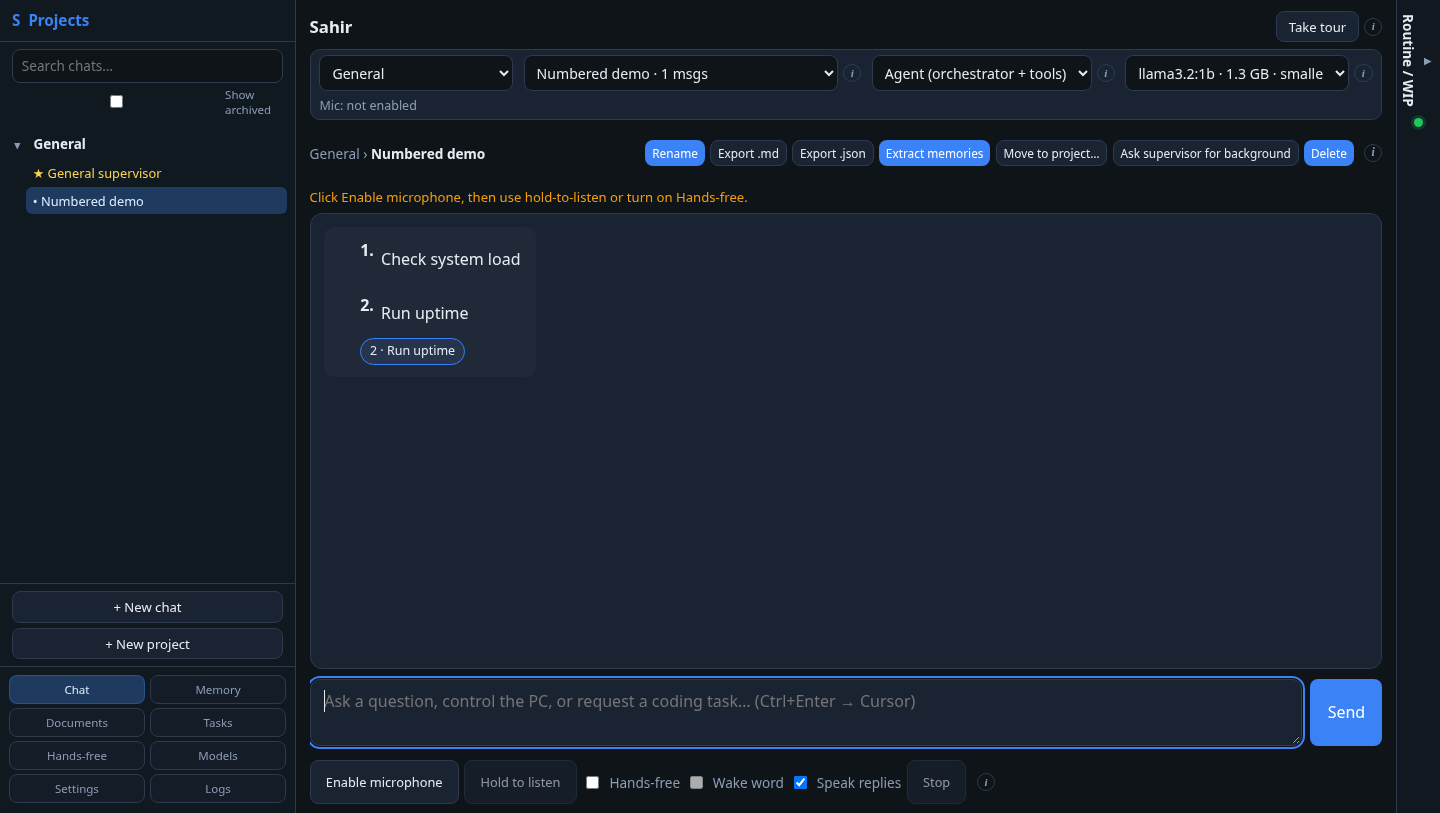 S Projects
Search chats…
Show
archived
▾ General
★ General supervisor
• Numbered demo
+ New chat
+ New project
Chat
Memory
Documents
Tasks
Hands-free
Models
Settings
Logs
Sahir
Take tour
i
General
Numbered demo · 1 msgs
i
Agent (orchestrator + tools)
i
llama3.2:1b · 1.3 GB · smalle
i
Mic: not enabled
General › Numbered demo
Rename
Export .md
Export .json
Extract memories
Move to project…
Ask supervisor for background
Delete
i
Click Enable microphone, then use hold-to-listen or turn on Hands-free.
1. Check system load
2. Run uptime
2 · Run uptime
Ask a question, control the PC, or request a coding task… (Ctrl+Enter → Cursor)
Send
Enable microphone
Hold to listen
Hands-free
Wake word
Speak replies
Stop
i
Routine / WIP
▸